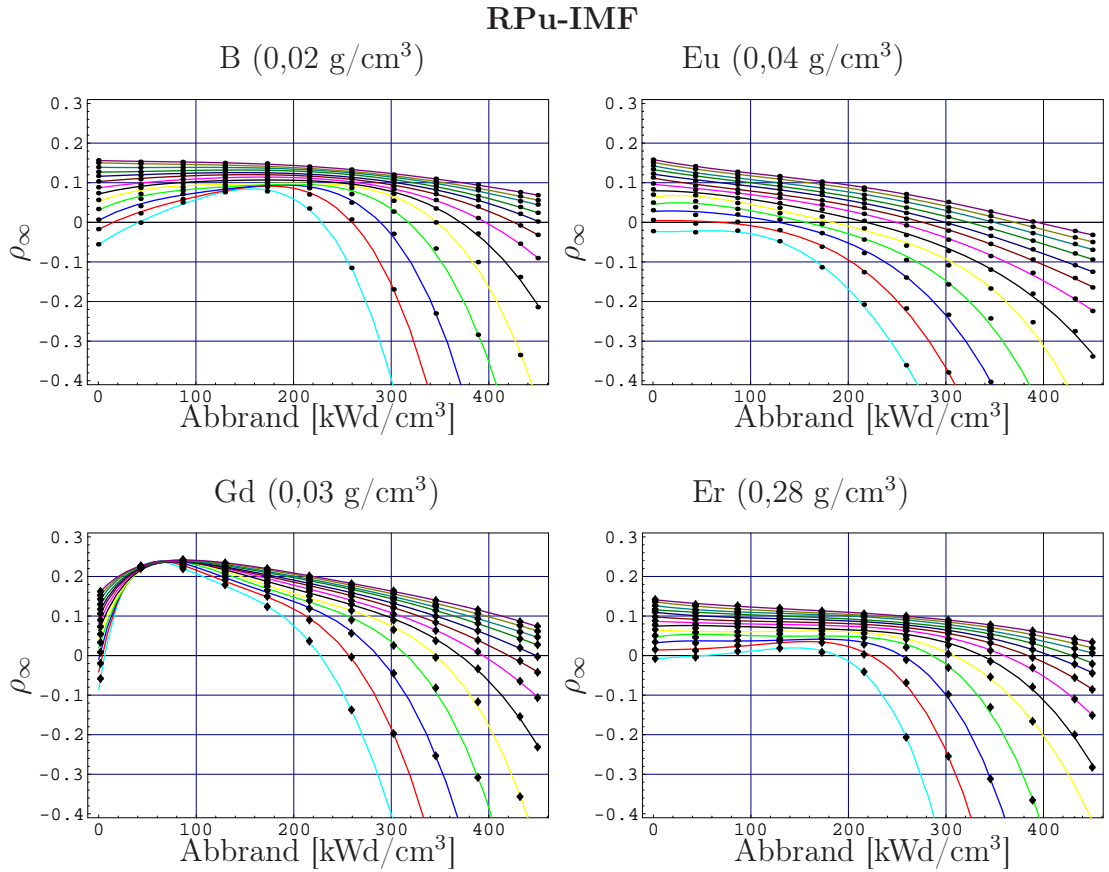 RPu-IMF
B (0,02 g/cm³)
Eu (0,04 g/cm³)
0.3
0.2
0.1
0
-0.1
-0.2
-0.3
-0.4
ρ∞
0 100 200 300 400
Abbrand [kWd/cm³]
0.3
0.2
0.1
0
-0.1
-0.2
-0.3
-0.4
ρ∞
0 100 200 300 400
Abbrand [kWd/cm³]
Gd (0,03 g/cm³)
Er (0,28 g/cm³)
0.3
0.2
0.1
0
-0.1
-0.2
-0.3
-0.4
ρ∞
0 100 200 300 400
Abbrand [kWd/cm³]
0.3
0.2
0.1
0
-0.1
-0.2
-0.3
-0.4
ρ∞
0 100 200 300 400
Abbrand [kWd/cm³]